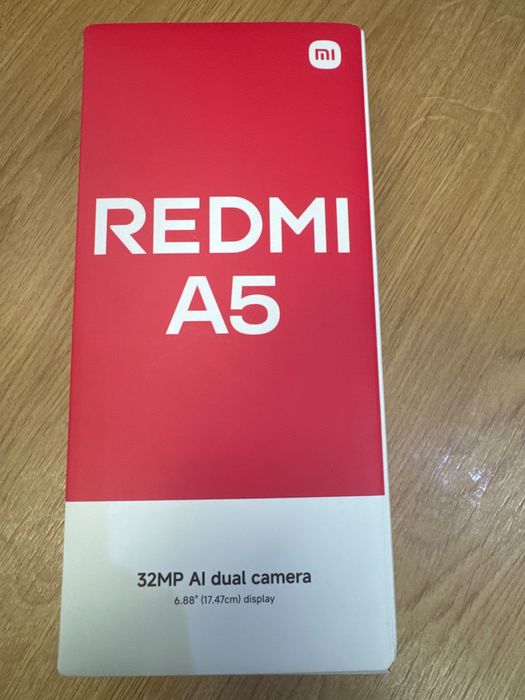 mi
REDMI
A5
32MP AI dual camera
6.88" (17.47cm) display